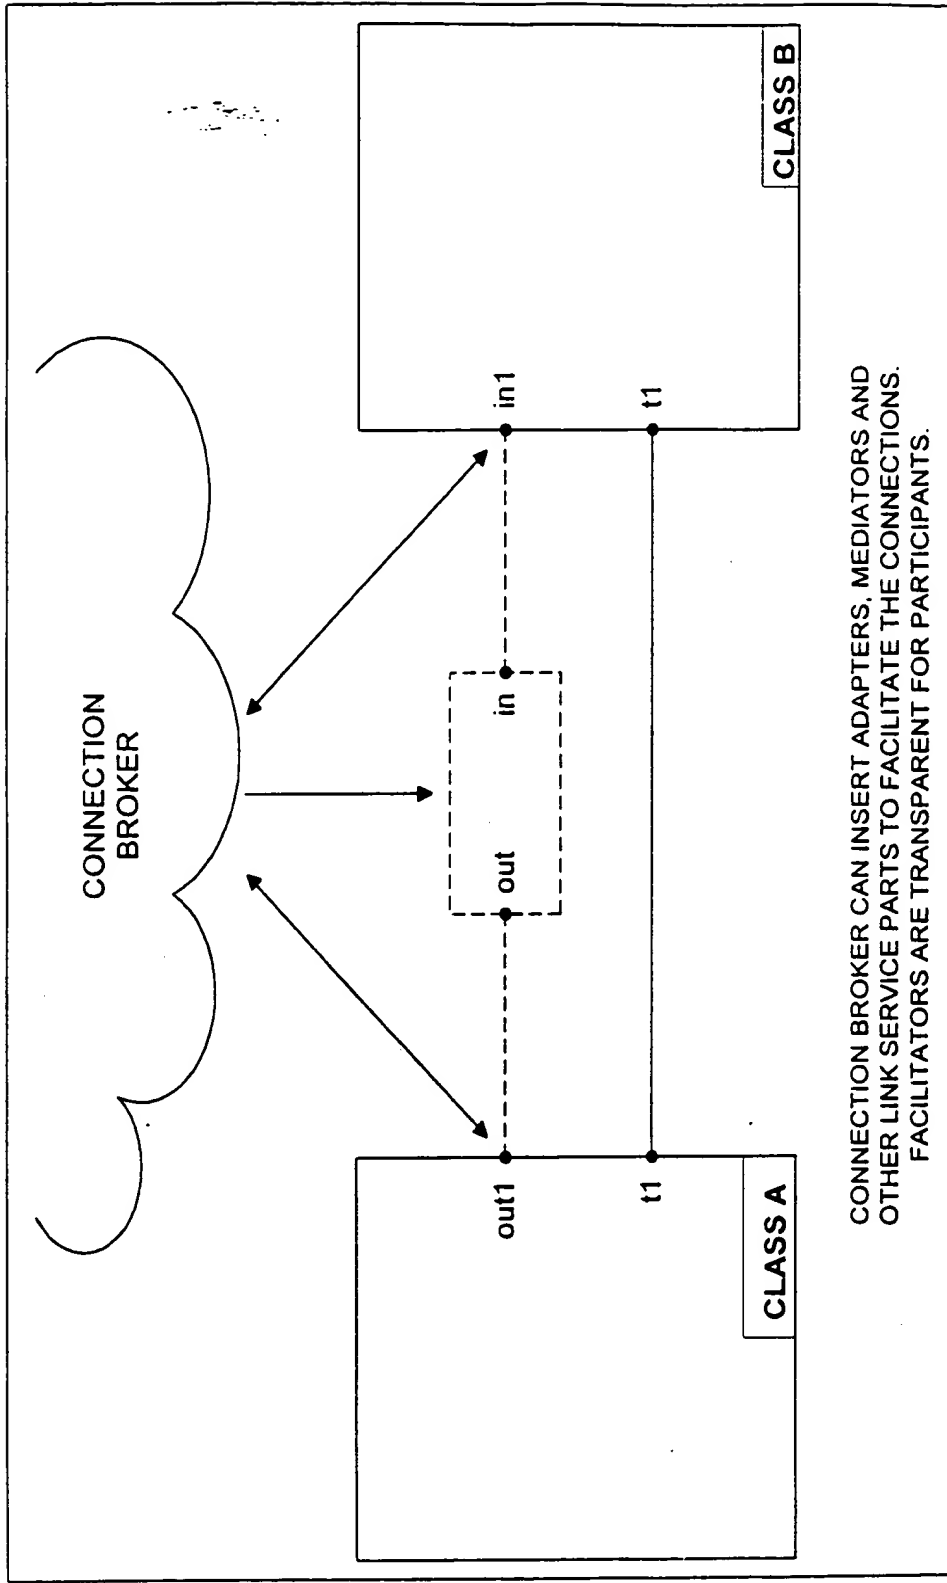 CONNECTION
BROKER
out1
out
in
in1
t1
t1
CLASS A
CLASS B
CONNECTION BROKER CAN INSERT ADAPTERS, MEDIATORS AND
OTHER LINK SERVICE PARTS TO FACILITATE THE CONNECTIONS.
FACILITATORS ARE TRANSPARENT FOR PARTICIPANTS.